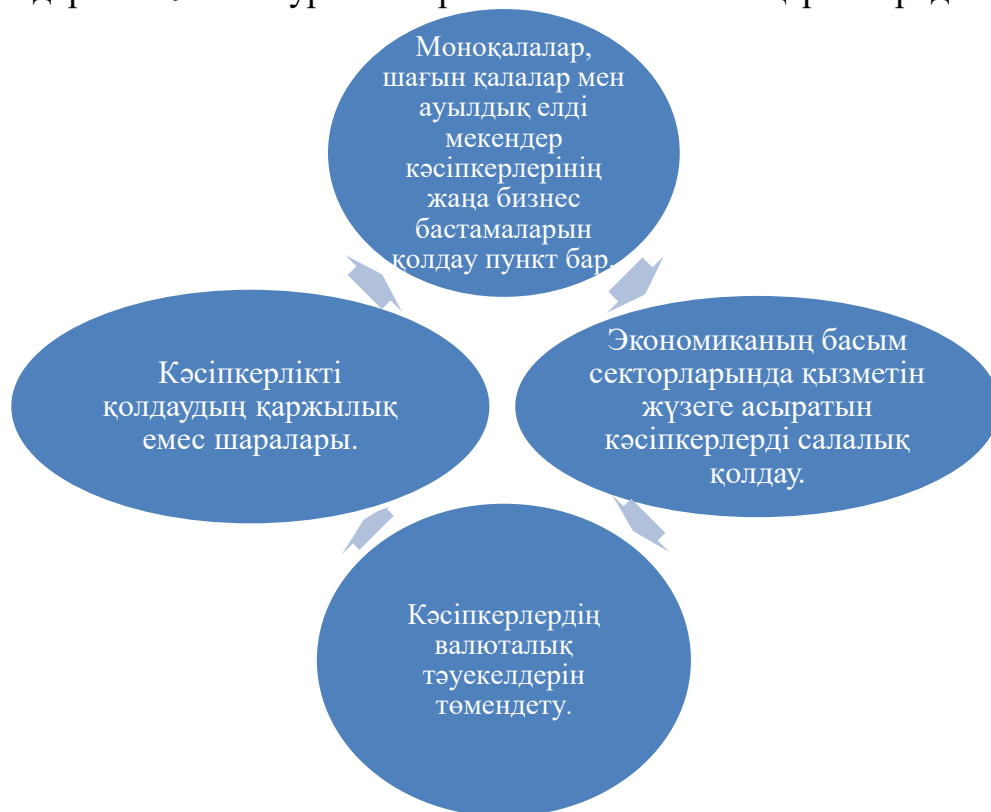 Моноқалалар,
шағын қалалар мен
ауылдық елді
мекендер
кәсіпкерлерінің
жаңа бизнес
бастамаларын
қолдау пункт бар.
Кәсіпкерлікті
қолдаудың қаржылық
емес шаралары.
Экономиканың басым
секторларында қызметін
жүзеге асыратын
кәсіпкерлерді салалық
қолдау.
Кәсіпкерлердің
валюталық
тәуекелдерін
төмендету.